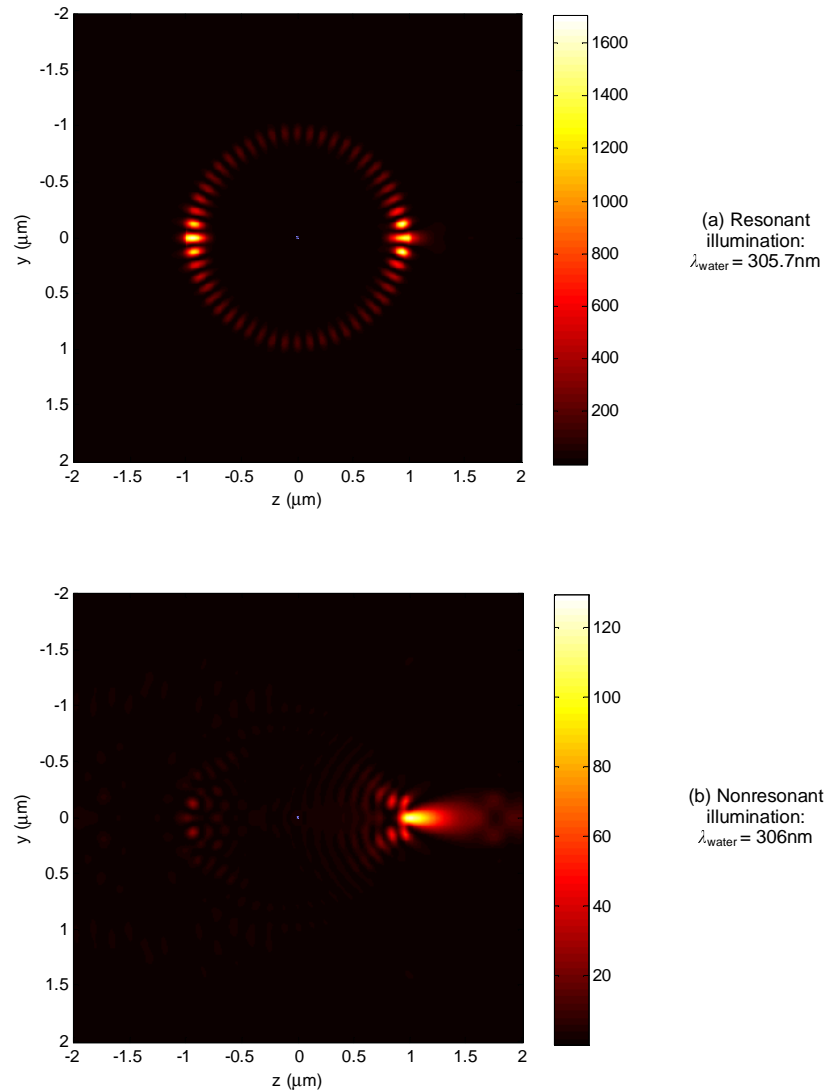 -2
-1.5
-1
-0.5
0
0.5
1
1.5
2
y (μm)
-2 -1.5 -1 -0.5 0 0.5 1 1.5 2
z (μm)
1600
1400
1200
1000
800
600
400
200
(a) Resonant
illumination:
λwater = 305.7nm
-2
-1.5
-1
-0.5
0
0.5
1
1.5
2
y (μm)
-2 -1.5 -1 -0.5 0 0.5 1 1.5 2
z (μm)
120
100
80
60
40
20
(b) Nonresonant
illumination:
λwater = 306nm